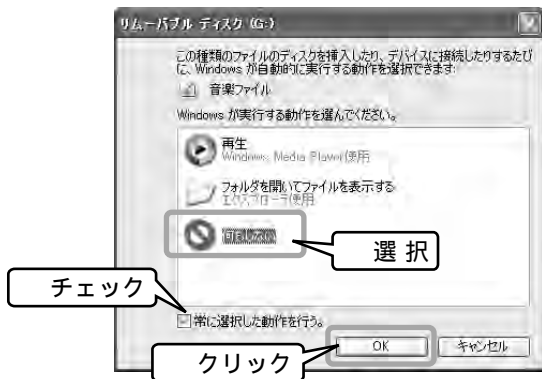 リムーバブル ディスク (G:)
この種類のファイルのディスクを挿入したり、デバイスに接続したりするたび
に、Windows が自動的に実行する動作を選択できます:
音楽ファイル
Windows が実行する動作を選んでください。
再生
Windows Media Player 使用
フォルダを開いてファイルを表示する
エクスプローラ使用
何もしない
選 択
チェック
常に選択した動作を行う。
クリック
OK
キャンセル